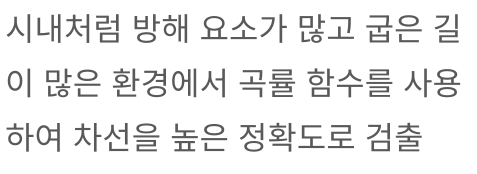 시내처럼 방해 요소가 많고 굽은 길
이 많은 환경에서 곡률 함수를 사용
하여 차선을 높은 정확도로 검출